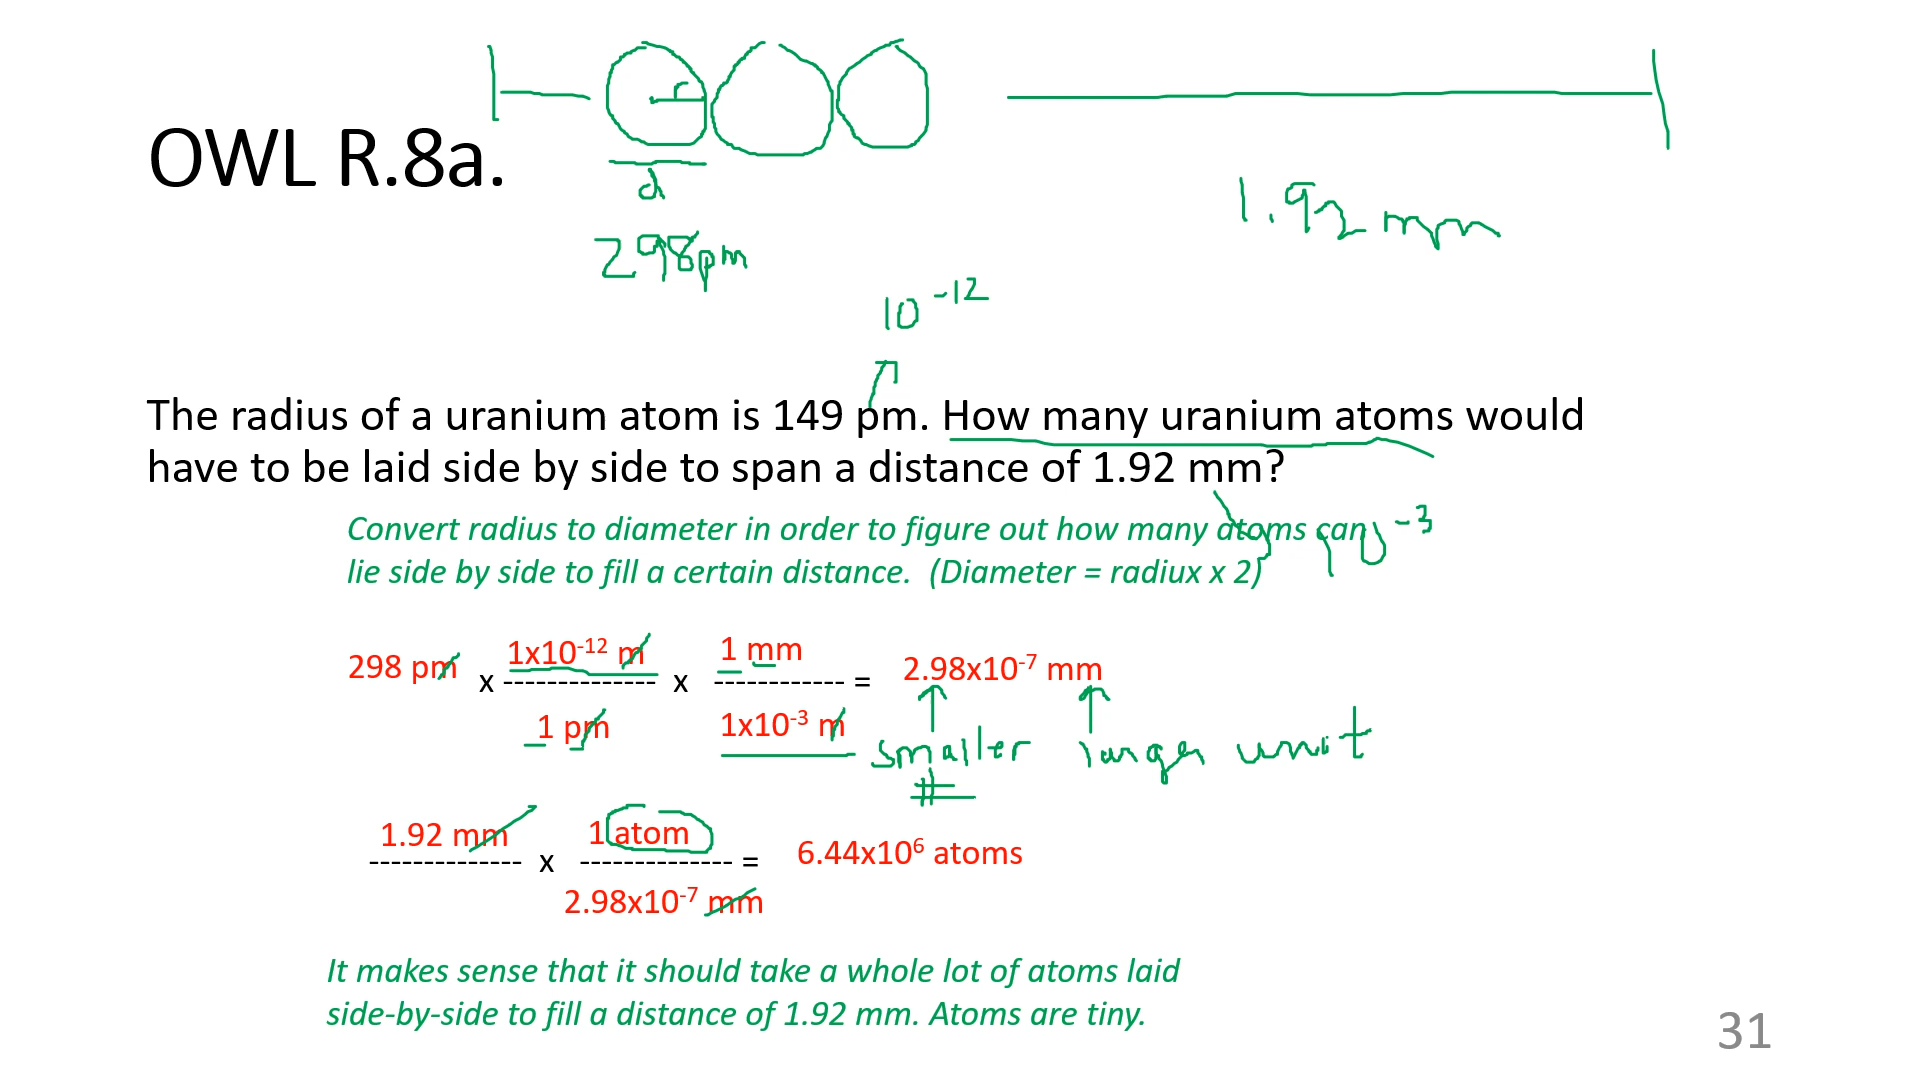 r
OWL R.8a.
d
298pm
1.92 mm
10⁻¹²
The radius of a uranium atom is 149 pm. How many uranium atoms would
have to be laid side by side to span a distance of 1.92 mm?
Convert radius to diameter in order to figure out how many atoms can
10⁻³
lie side by side to fill a certain distance. (Diameter = radiux x 2)
298 pm x 1x10⁻¹² m x 1 mm = 2.98x10⁻⁷ mm
-------------- ------------
1 pm 1x10⁻³ m
smaller larger unit
#
1.92 mm x 1 atom = 6.44x10⁶ atoms
-------------- --------------
2.98x10⁻⁷ mm
It makes sense that it should take a whole lot of atoms laid
side-by-side to fill a distance of 1.92 mm. Atoms are tiny.
31